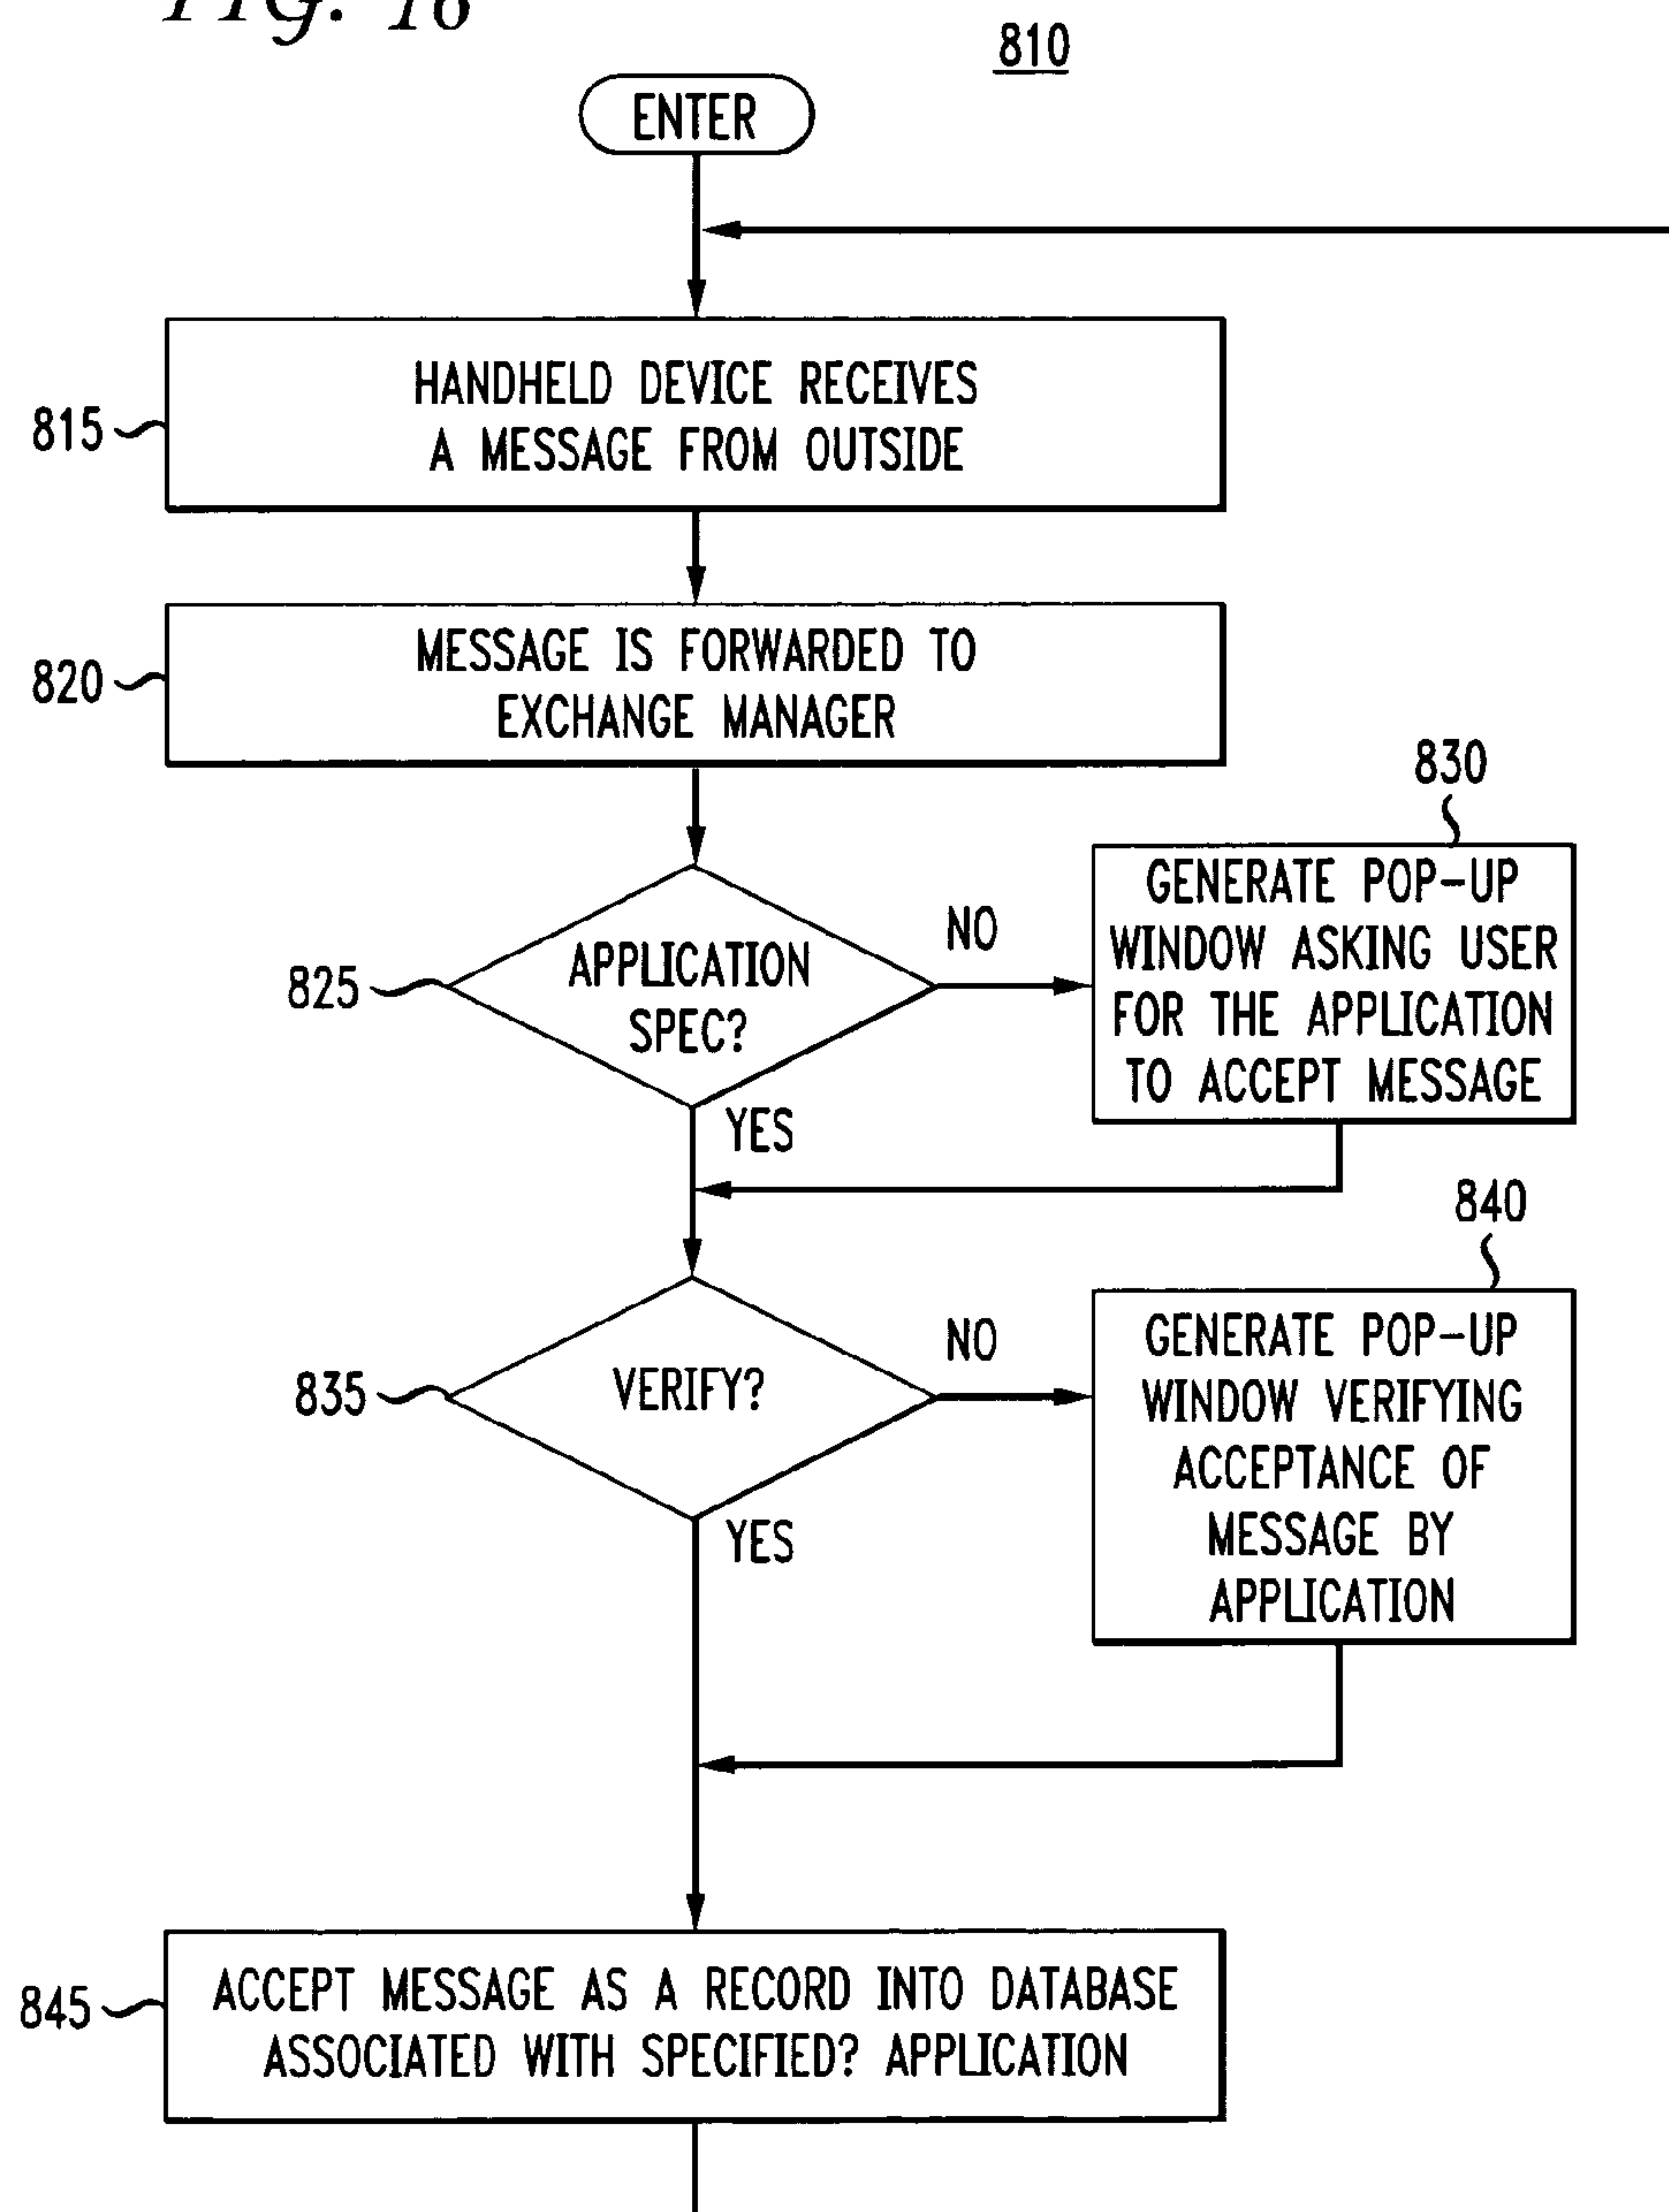 FIG. 18
810
ENTER
815
HANDHELD DEVICE RECEIVES
A MESSAGE FROM OUTSIDE
820
MESSAGE IS FORWARDED TO
EXCHANGE MANAGER
825
APPLICATION
SPEC?
NO
YES
830
GENERATE POP-UP
WINDOW ASKING USER
FOR THE APPLICATION
TO ACCEPT MESSAGE
835
VERIFY?
NO
YES
840
GENERATE POP-UP
WINDOW VERIFYING
ACCEPTANCE OF
MESSAGE BY
APPLICATION
845
ACCEPT MESSAGE AS A RECORD INTO DATABASE
ASSOCIATED WITH SPECIFIED? APPLICATION